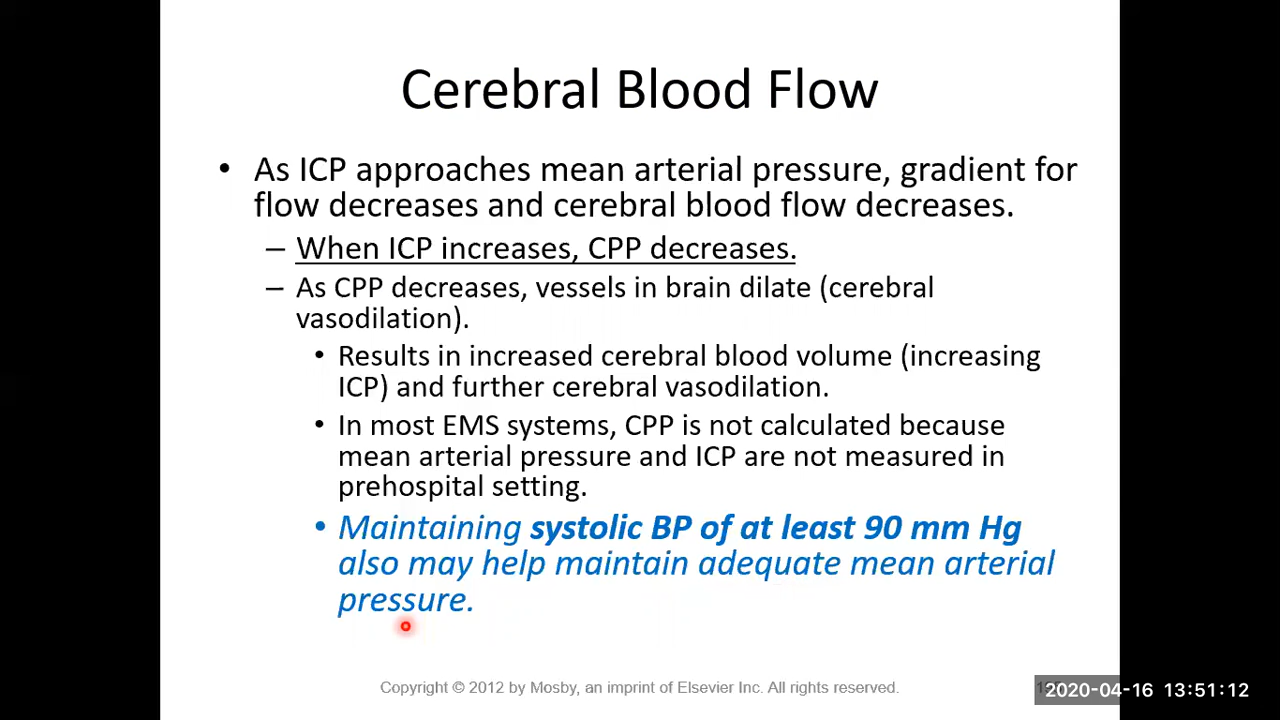 Cerebral Blood Flow
• As ICP approaches mean arterial pressure, gradient for
flow decreases and cerebral blood flow decreases.
– When ICP increases, CPP decreases.
– As CPP decreases, vessels in brain dilate (cerebral
vasodilation).
• Results in increased cerebral blood volume (increasing
ICP) and further cerebral vasodilation.
• In most EMS systems, CPP is not calculated because
mean arterial pressure and ICP are not measured in
prehospital setting.
• Maintaining systolic BP of at least 90 mm Hg
also may help maintain adequate mean arterial
pressure.
Copyright © 2012 by Mosby, an imprint of Elsevier Inc. All rights reserved.
2020-04-16 13:51:12